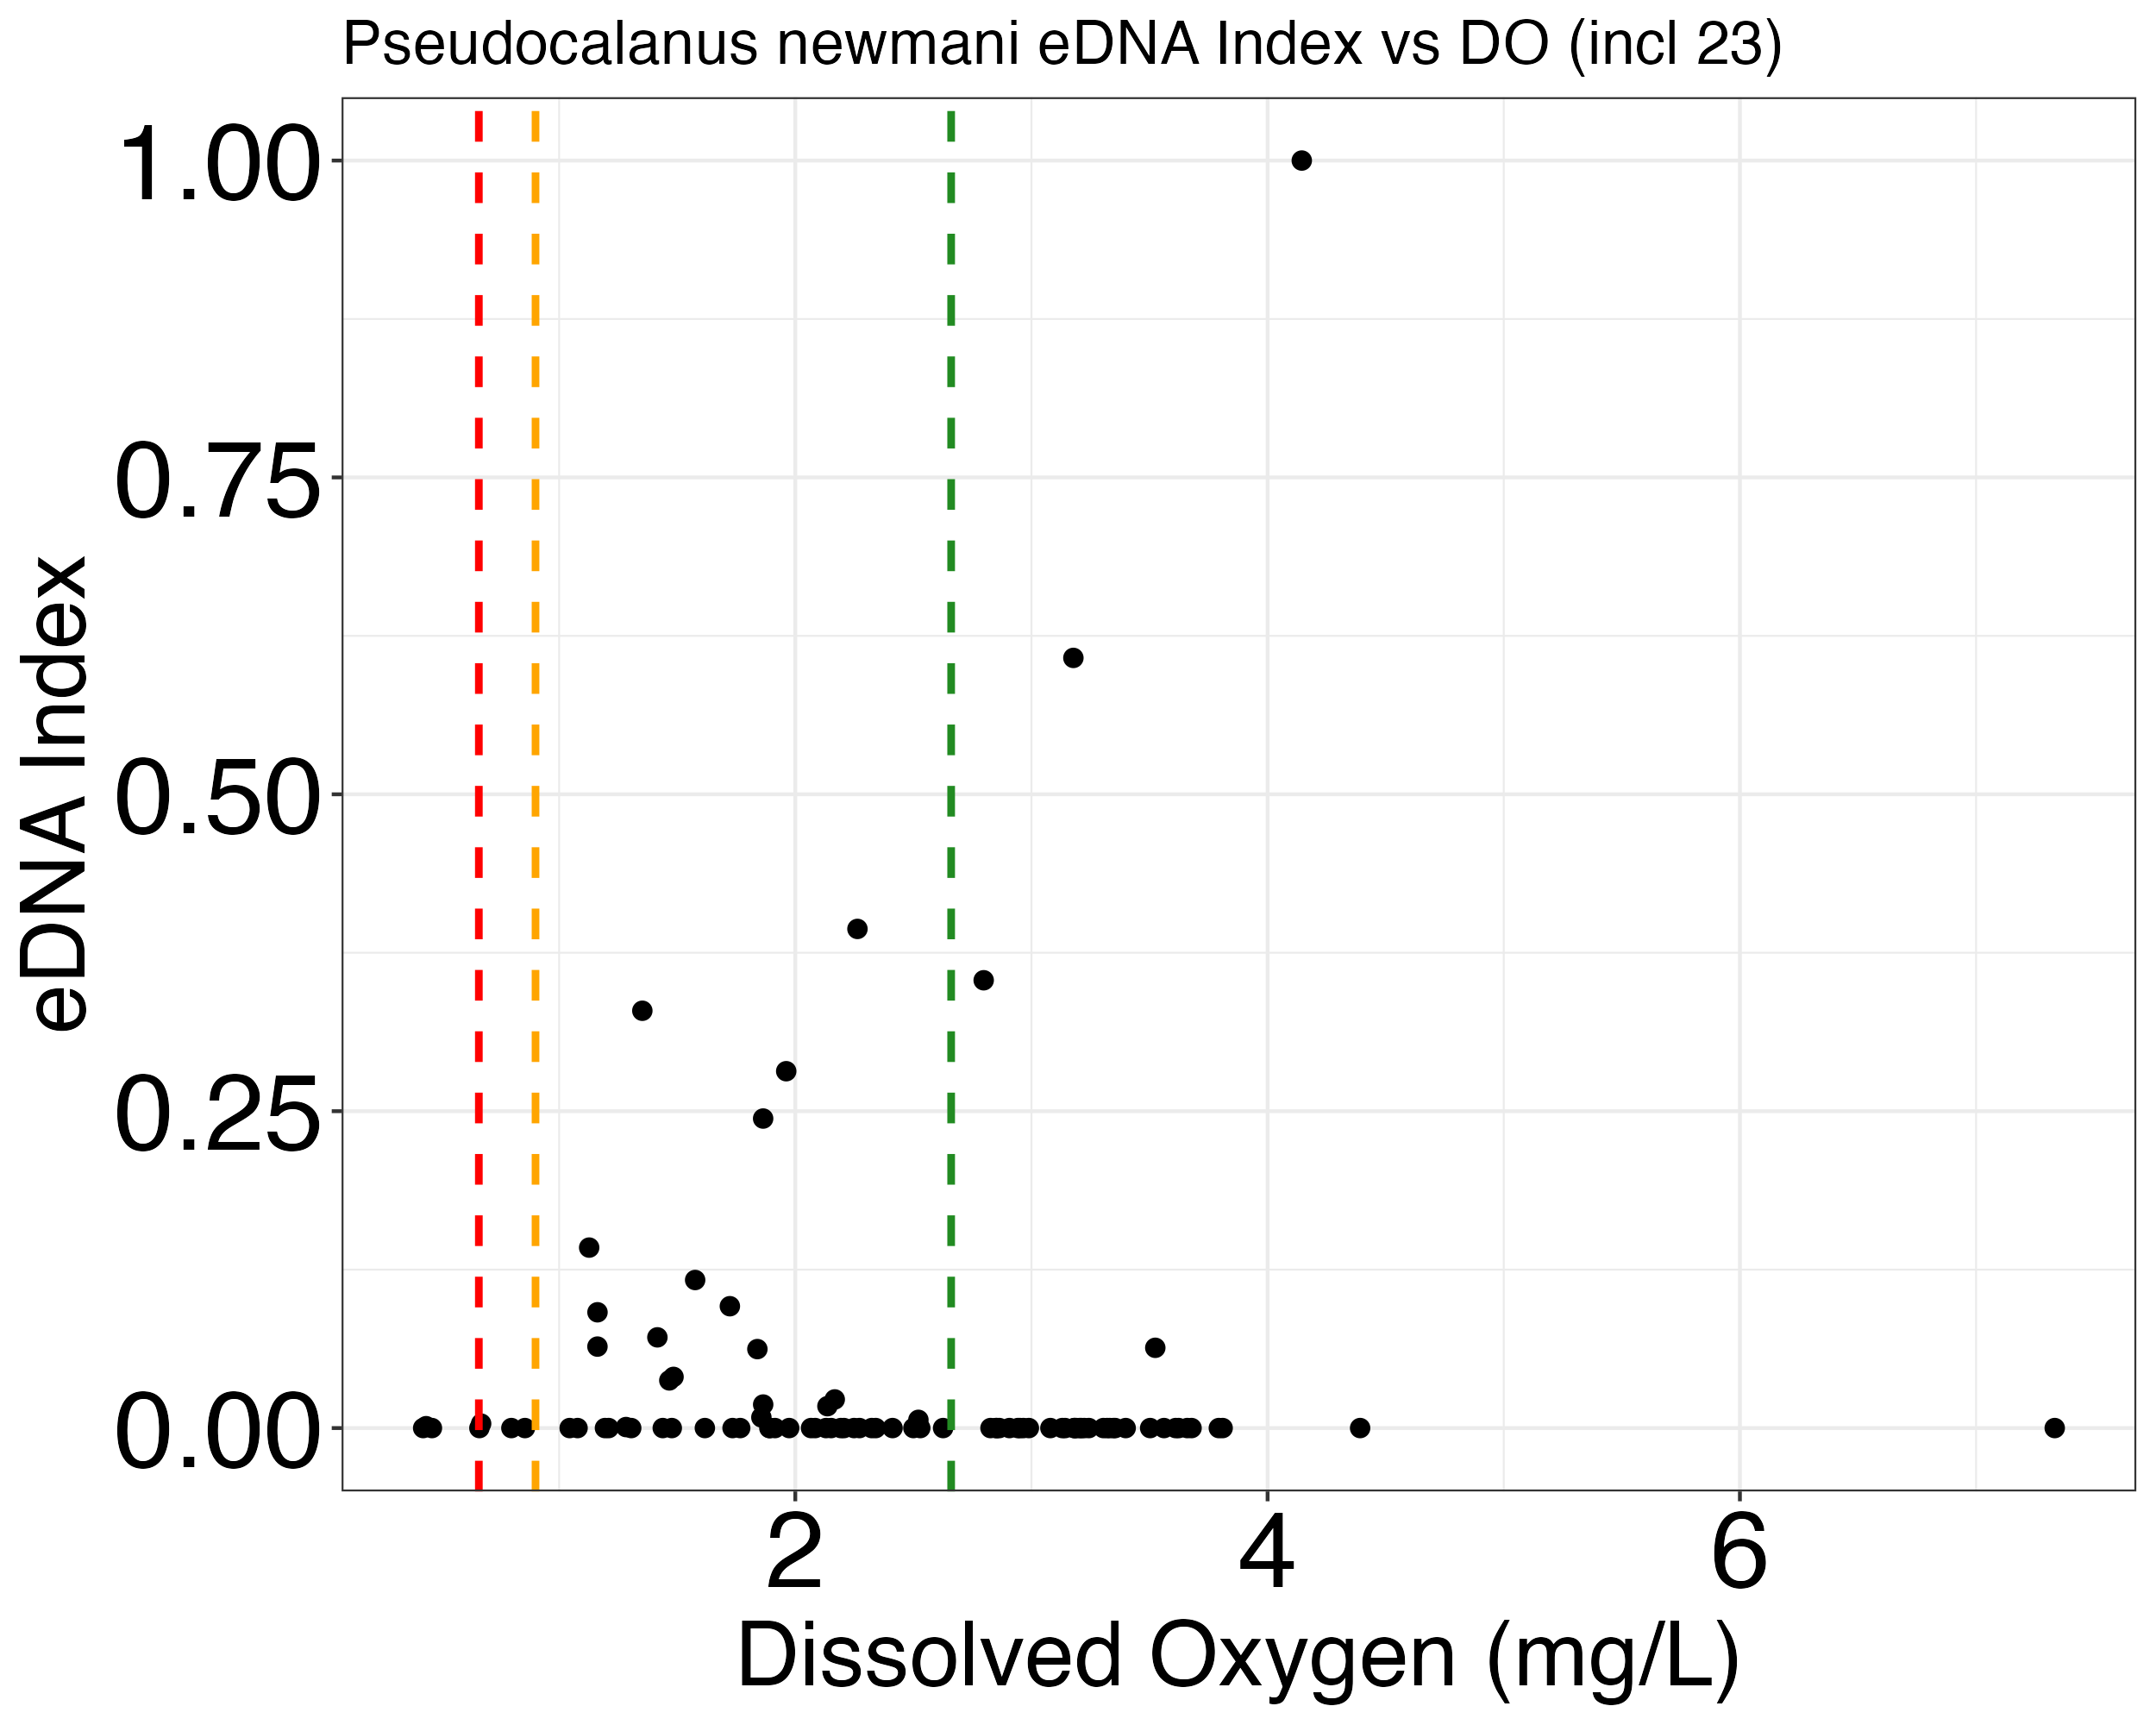 Pseudocalanus newmani eDNA Index vs DO (incl 23)
1.00
0.75
0.50
0.25
0.00
eDNA Index
2 4 6
Dissolved Oxygen (mg/L)